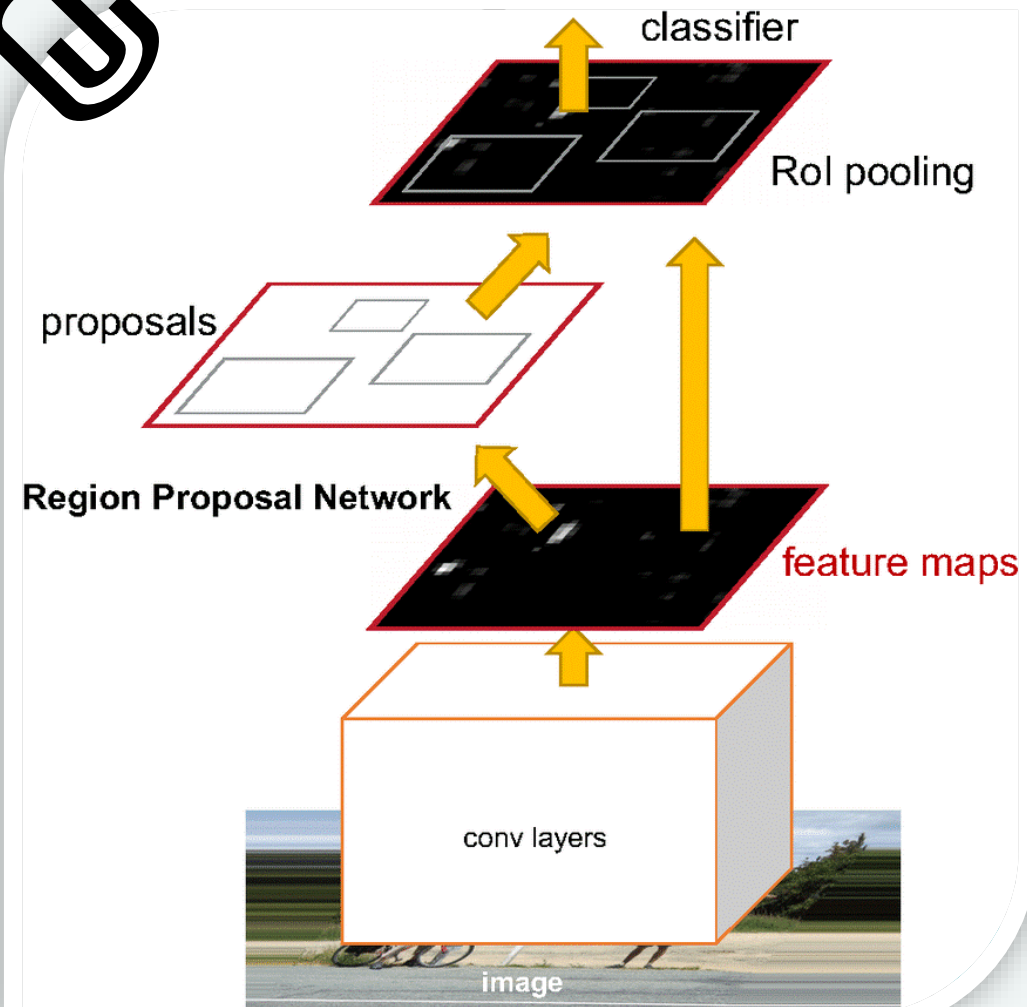 classifier
RoI pooling
proposals
Region Proposal Network
feature maps
conv layers
image